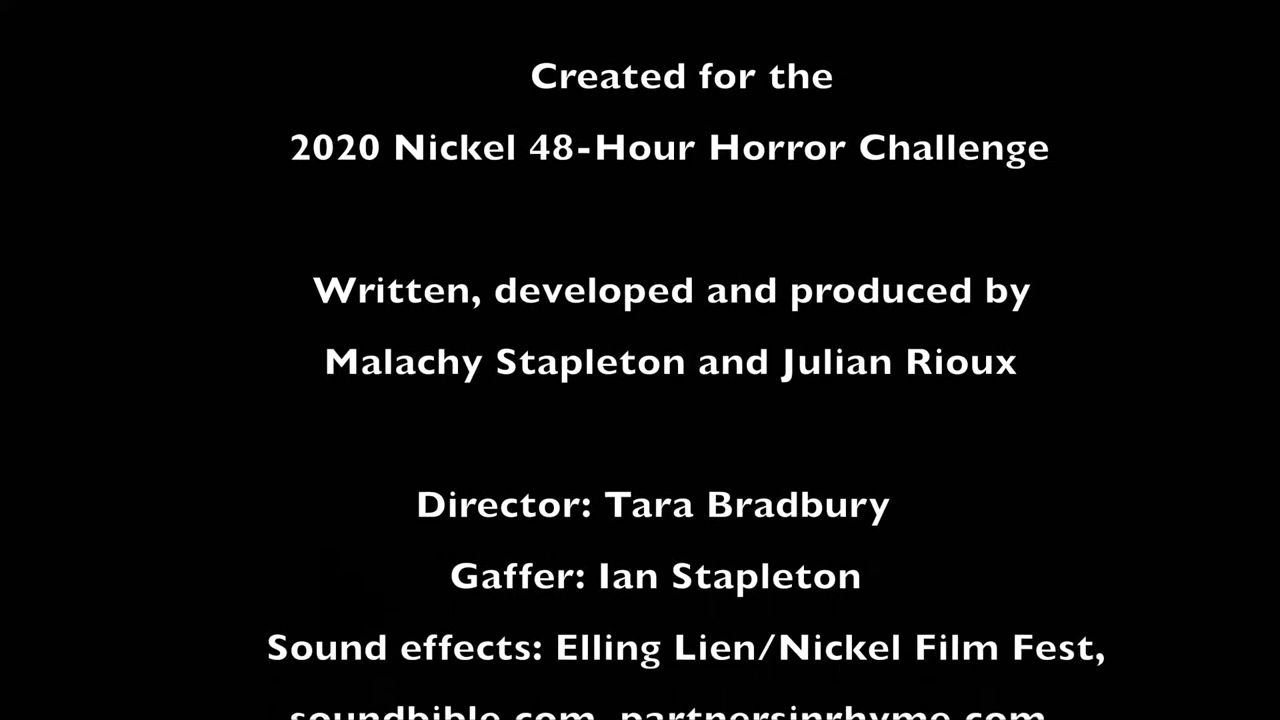 Created for the
2020 Nickel 48-Hour Horror Challenge
Written, developed and produced by
Malachy Stapleton and Julian Rioux
Director: Tara Bradbury
Gaffer: Ian Stapleton
Sound effects: Elling Lien/Nickel Film Fest,
soundbible.com, partnersinrhyme.com